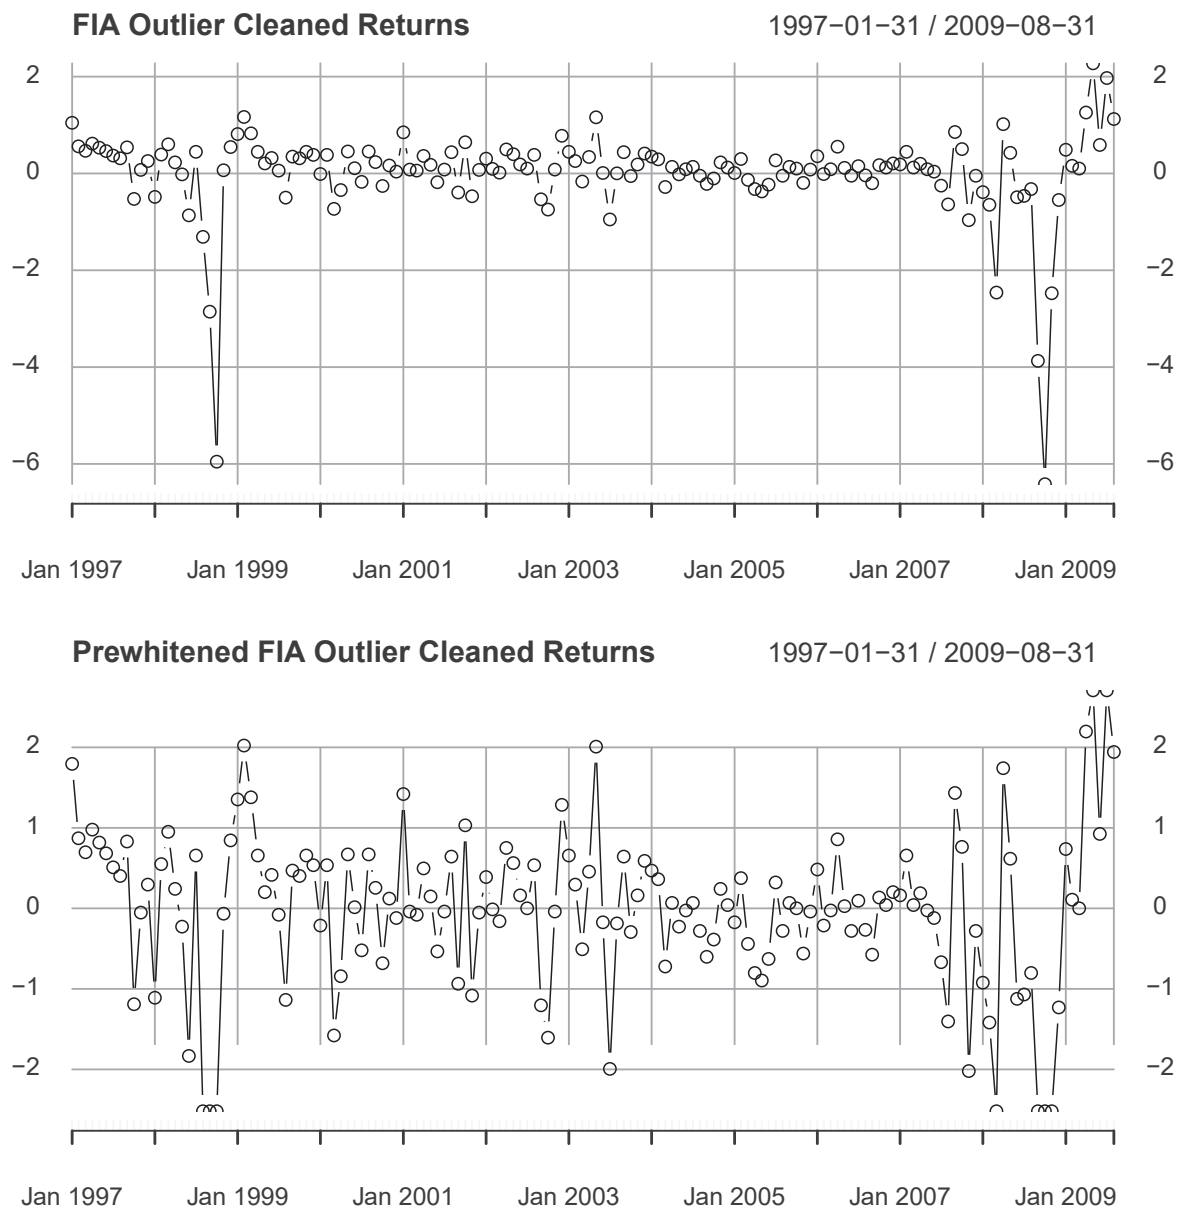 FIA Outlier Cleaned Returns 1997−01−31 / 2009−08−31
2 2
0 0
−2 −2
−4 −4
−6 −6
Jan 1997 Jan 1999 Jan 2001 Jan 2003 Jan 2005 Jan 2007 Jan 2009
Prewhitened FIA Outlier Cleaned Returns 1997−01−31 / 2009−08−31
2 2
1 1
0 0
−1 −1
−2 −2
Jan 1997 Jan 1999 Jan 2001 Jan 2003 Jan 2005 Jan 2007 Jan 2009